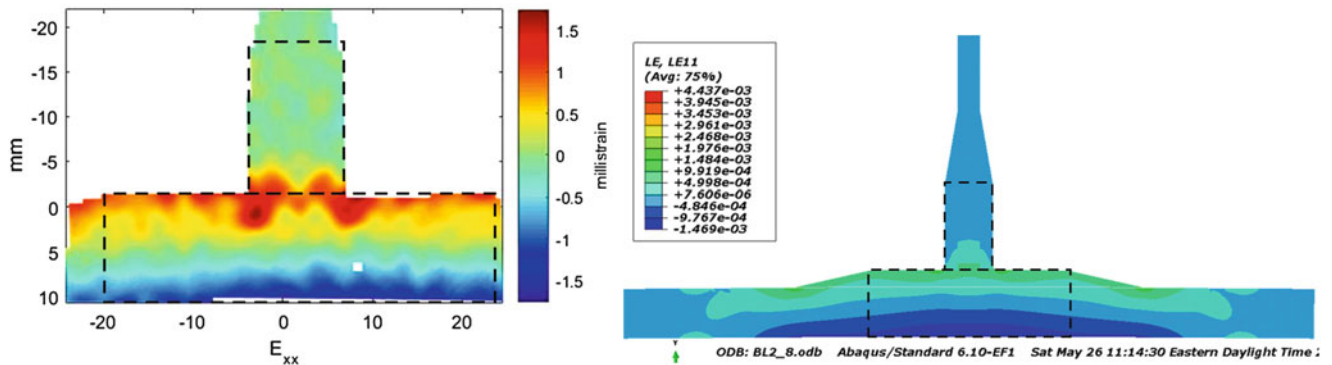 -20
-15
-10
-5
0
5
10
mm
-20 -10 0 10 20
Exx
1.5
1
0.5
0
-0.5
-1
-1.5
millistrain
LE, LE11
(Avg: 75%)
+4.437e-03
+3.945e-03
+3.453e-03
+2.961e-03
+2.468e-03
+1.976e-03
+1.484e-03
+9.919e-04
+4.998e-04
+7.606e-06
-4.846e-04
-9.767e-04
-1.469e-03
Y
ODB: BL2_8.odb Abaqus/Standard 6.10-EF1 Sat May 26 11:14:30 Eastern Daylight Time